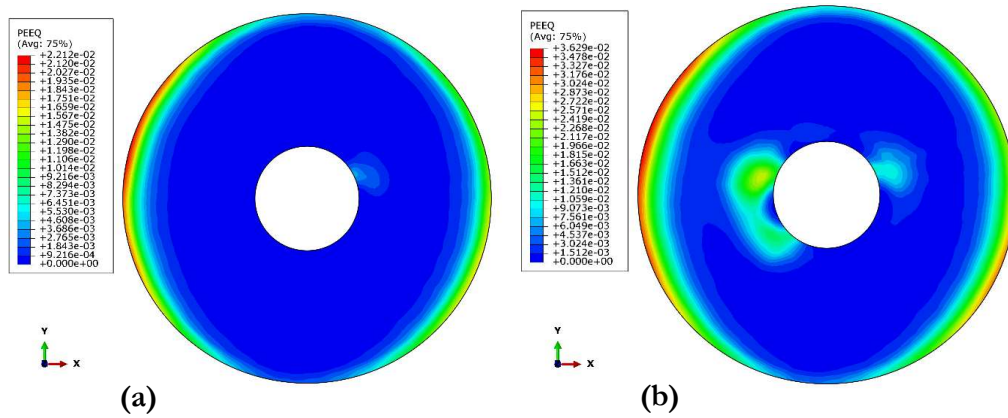 PEEQ
(Avg: 75%)
+2.212e-02
+2.120e-02
+2.027e-02
+1.935e-02
+1.843e-02
+1.751e-02
+1.659e-02
+1.567e-02
+1.475e-02
+1.382e-02
+1.290e-02
+1.198e-02
+1.106e-02
+1.014e-02
+9.216e-03
+8.294e-03
+7.373e-03
+6.451e-03
+5.530e-03
+4.608e-03
+3.686e-03
+2.765e-03
+1.843e-03
+9.216e-04
+0.000e+00
Y
X
(a)
PEEQ
(Avg: 75%)
+3.629e-02
+3.478e-02
+3.327e-02
+3.176e-02
+3.024e-02
+2.873e-02
+2.722e-02
+2.571e-02
+2.419e-02
+2.268e-02
+2.117e-02
+1.966e-02
+1.815e-02
+1.663e-02
+1.512e-02
+1.361e-02
+1.210e-02
+1.059e-02
+9.073e-03
+7.561e-03
+6.049e-03
+4.537e-03
+3.024e-03
+1.512e-03
+0.000e+00
Y
X
(b)